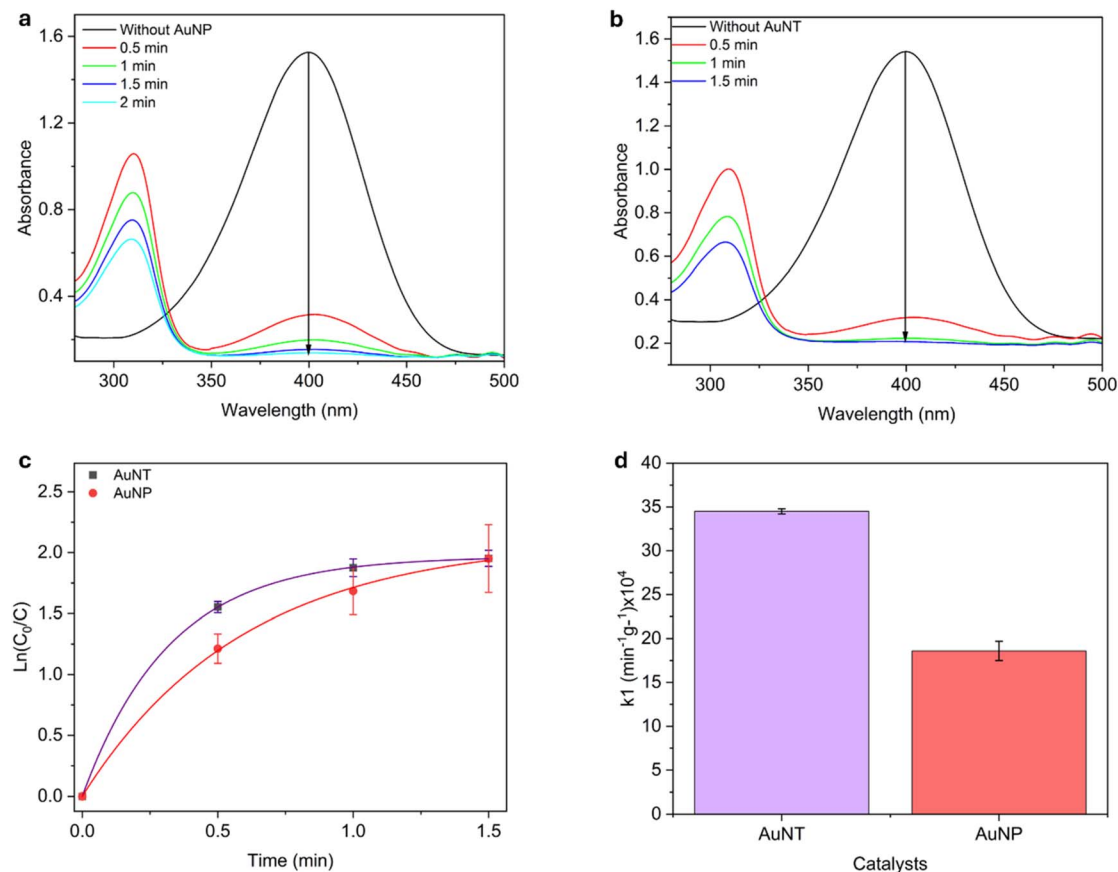 a
Without AuNP
0.5 min
1 min
1.5 min
2 min
1.6
1.2
0.8
0.4
Absorbance
300
350
400
450
500
Wavelength (nm)
b
Without AuNT
0.5 min
1 min
1.5 min
1.6
1.4
1.2
1.0
0.8
0.6
0.4
0.2
Absorbance
300
350
400
450
500
Wavelength (nm)
c
AuNT
AuNP
2.5
2.0
1.5
1.0
0.5
0.0
Ln(C₀/C)
0.0
0.5
1.0
1.5
Time (min)
d
40
35
30
25
20
15
10
5
0
k1 (min⁻¹g-¹)x10⁴
AuNT
AuNP
Catalysts